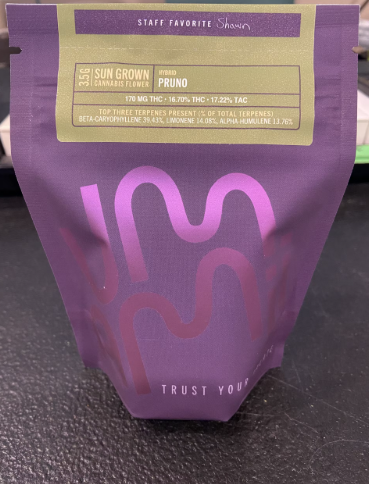 STAFF FAVORITE Shawn
3.5G SUN GROWN CANNABIS FLOWER HYBRID PRUNO
176 MG THC • 16.70% THC • 17.22% TAC
TOP THREE TERPENES PRESENT (% OF TOTAL TERPENES)
BETA-CARYOPHYLLENE 39.43%, LIMONENE 14.08%, ALPHA-HUMULENE 13.76%
TRUST YOUR